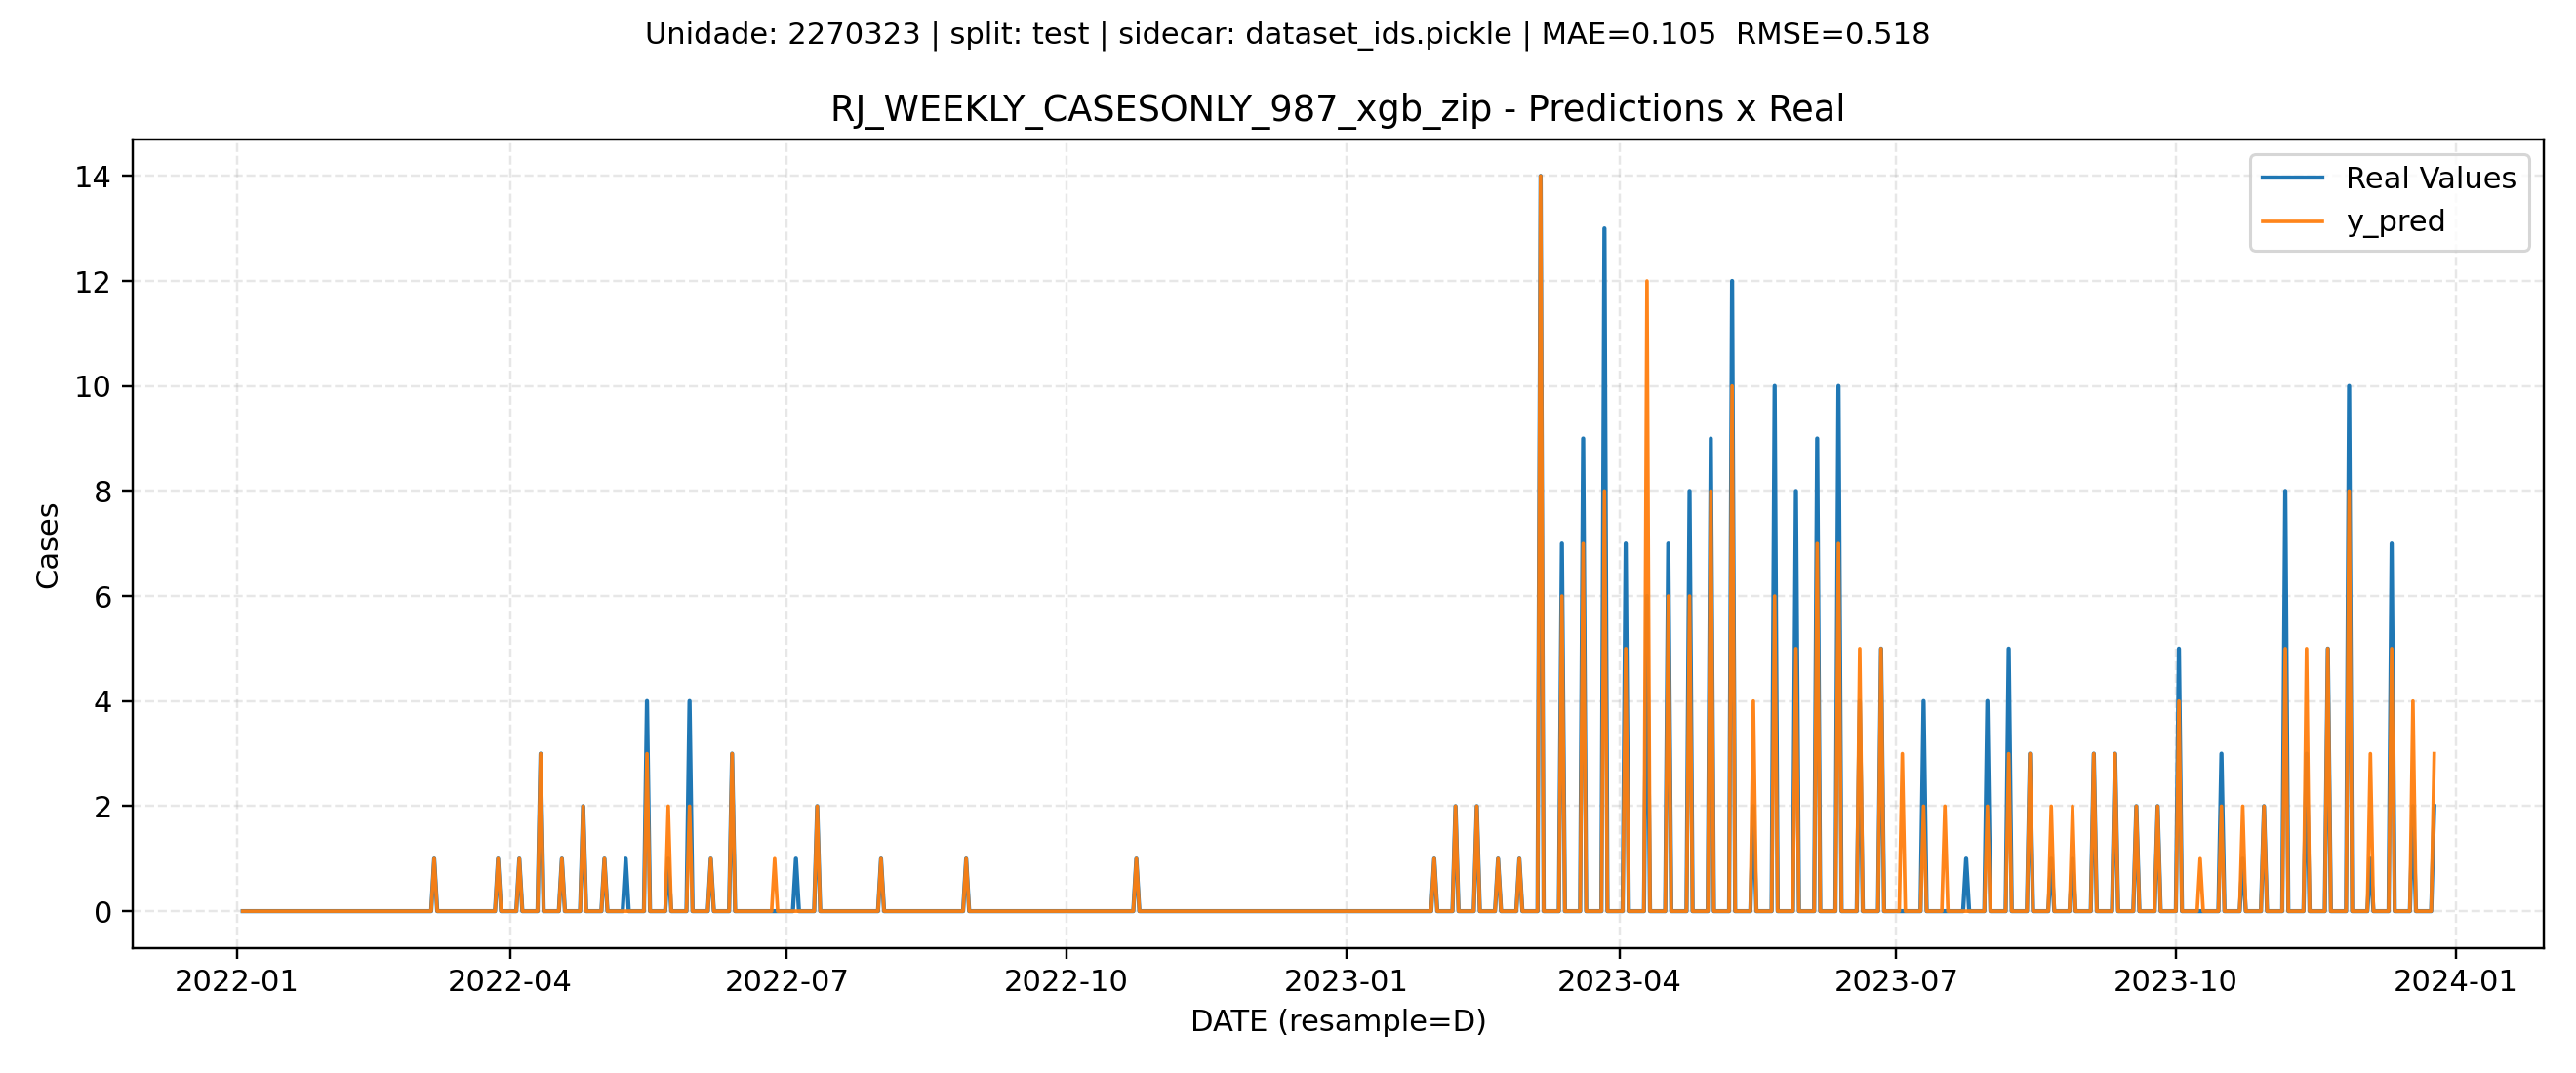 Unidade: 2270323 | split: test | sidecar: dataset_ids.pickle | MAE=0.105  RMSE=0.518
RJ_WEEKLY_CASESONLY_987_xgb_zip - Predictions x Real
Real Values
y_pred
14
12
10
8
6
4
2
0
Cases
2022-01
2022-04
2022-07
2022-10
2023-01
2023-04
2023-07
2023-10
2024-01
DATE (resample=D)